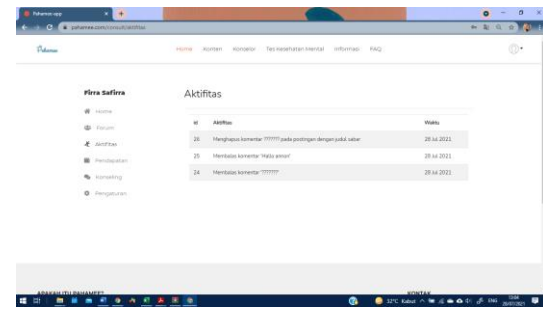 Pahamee app
pahamee.com/consult/aktifitas
Pahamee
Home Konten Konselor Tes Kesehatan Mental Informasi FAQ
Firra Safirra
Home
Forum
Aktifitas
Pendapatan
Konseling
Pengaturan
Aktifitas
id Aktifitas Waktu
26 Menghapus komentar '???????' pada postingan dengan judul sabar 28 Jul 2021
25 Membalas komentar 'Hallo aimon' 28 Jul 2021
24 Membalas komentar '???????' 28 Jul 2021
APAKAH ITU PAHAMEE?
KONTAK
32°C Kabut
ENG
28/07/2021